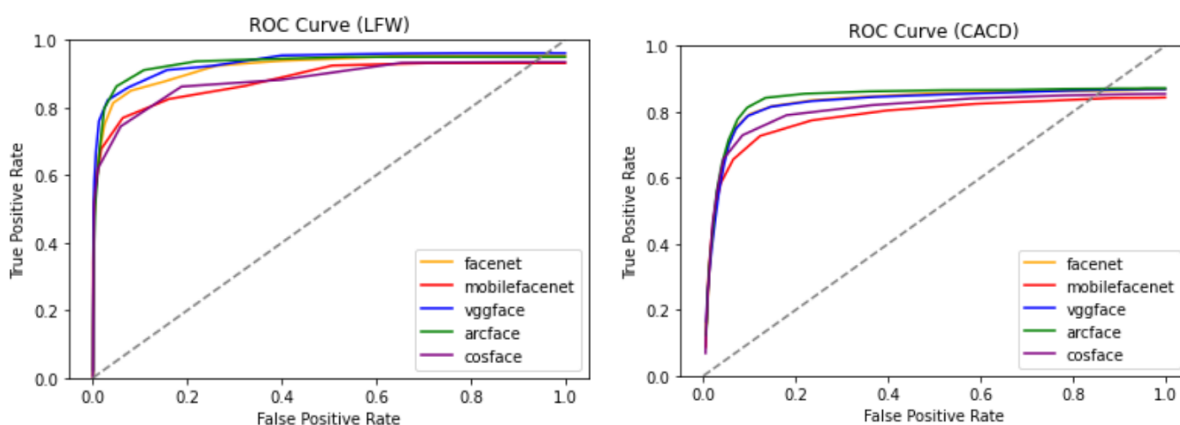 ROC Curve (LFW)
1.0
0.8
0.6
0.4
0.2
0.0
True Positive Rate
0.0 0.2 0.4 0.6 0.8 1.0
False Positive Rate
facenet
mobilefacenet
vggface
arcface
cosface
ROC Curve (CACD)
1.0
0.8
0.6
0.4
0.2
0.0
True Positive Rate
0.0 0.2 0.4 0.6 0.8 1.0
False Positive Rate
facenet
mobilefacenet
vggface
arcface
cosface